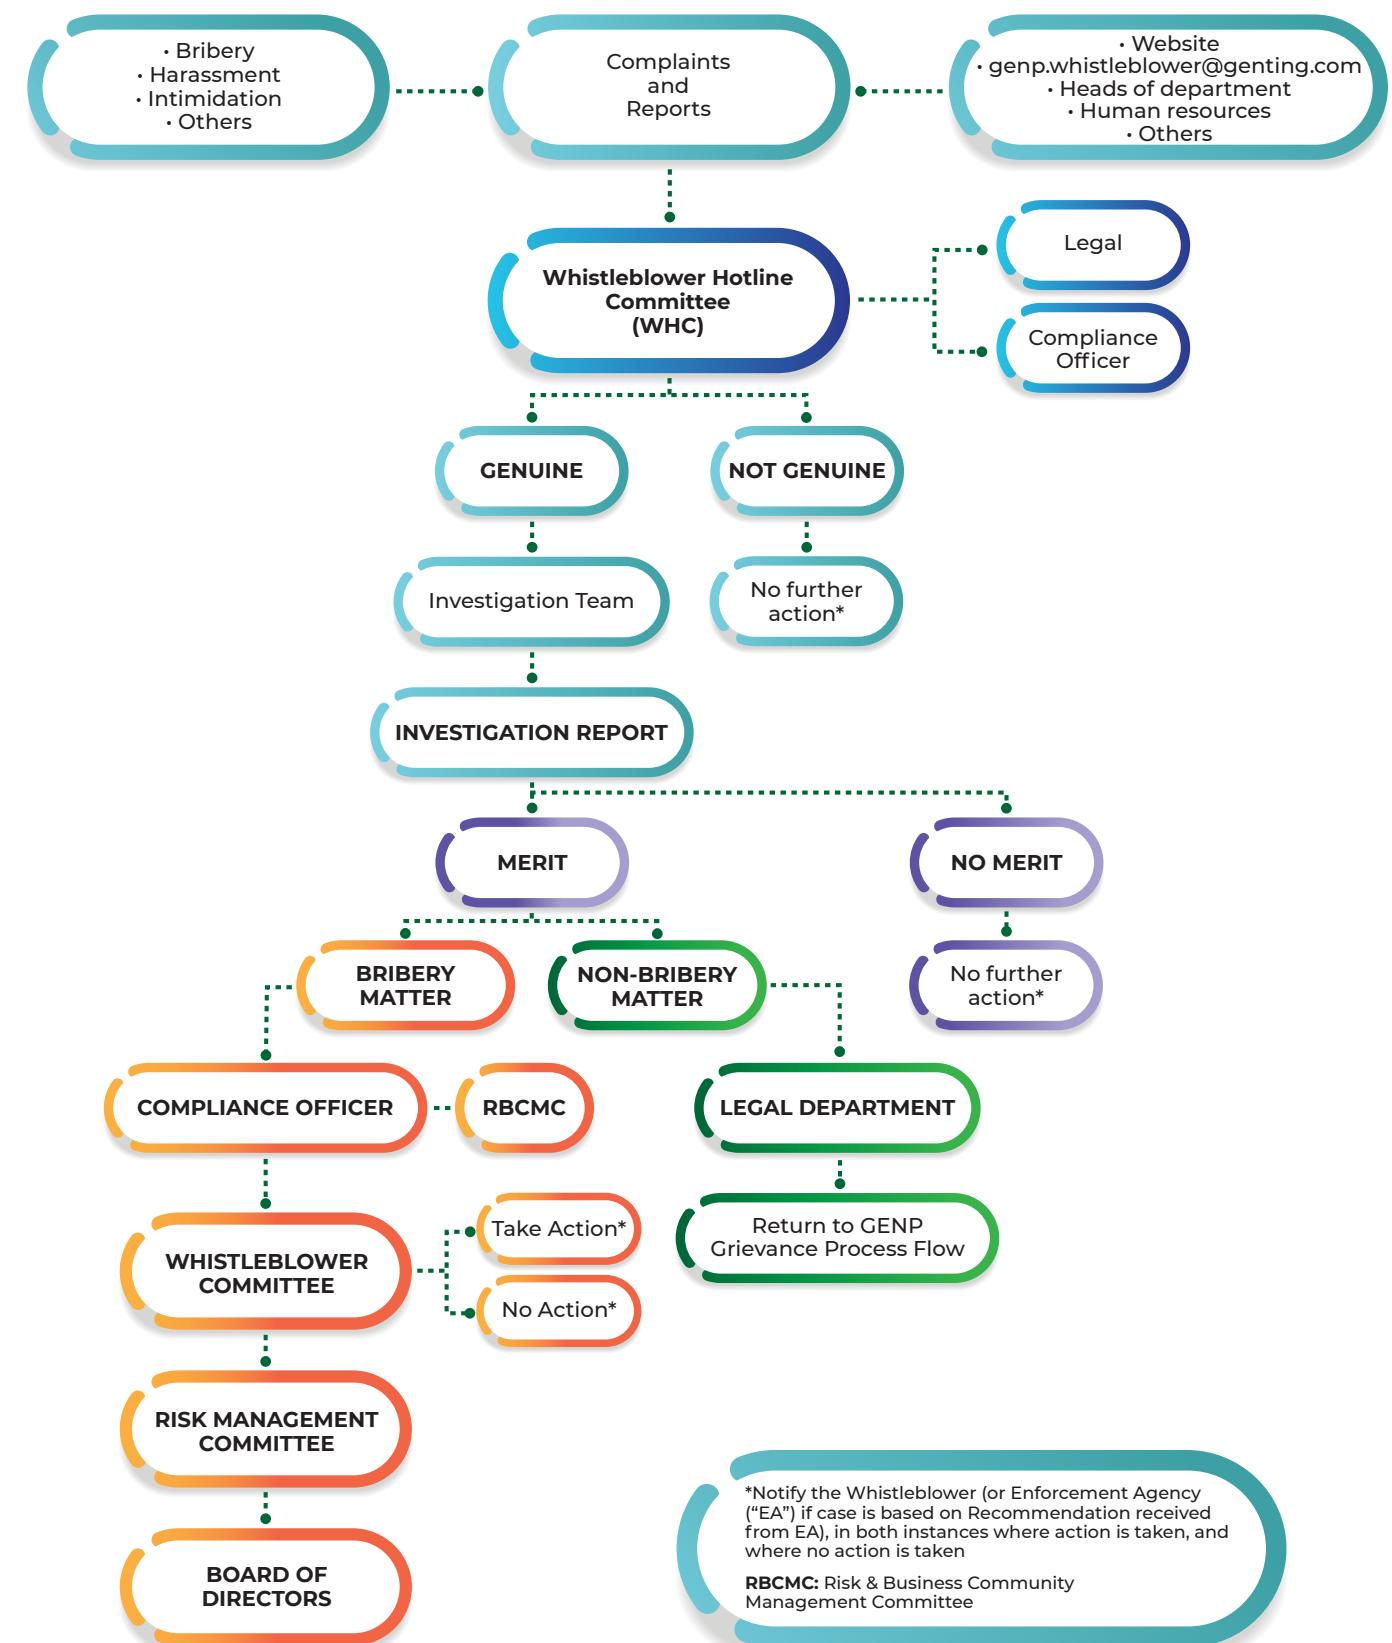 • Bribery
• Harassment
• Intimidation
• Others
Complaints
and
Reports
• Website
• genp.whistleblower@genting.com
• Heads of department
• Human resources
• Others
Whistleblower Hotline
Committee
(WHC)
Legal
Compliance
Officer
GENUINE
NOT GENUINE
Investigation Team
No further
action*
INVESTIGATION REPORT
MERIT
NO MERIT
BRIBERY
MATTER
NON-BRIBERY
MATTER
No further
action*
COMPLIANCE OFFICER
RBCMC
LEGAL DEPARTMENT
WHISTLEBLOWER
COMMITTEE
Take Action*
No Action*
Return to GENP
Grievance Process Flow
RISK MANAGEMENT
COMMITTEE
BOARD OF
DIRECTORS
*Notify the Whistleblower (or Enforcement Agency
(“EA”) if case is based on Recommendation received
from EA), in both instances where action is taken, and
where no action is taken
RBCMC: Risk & Business Community
Management Committee